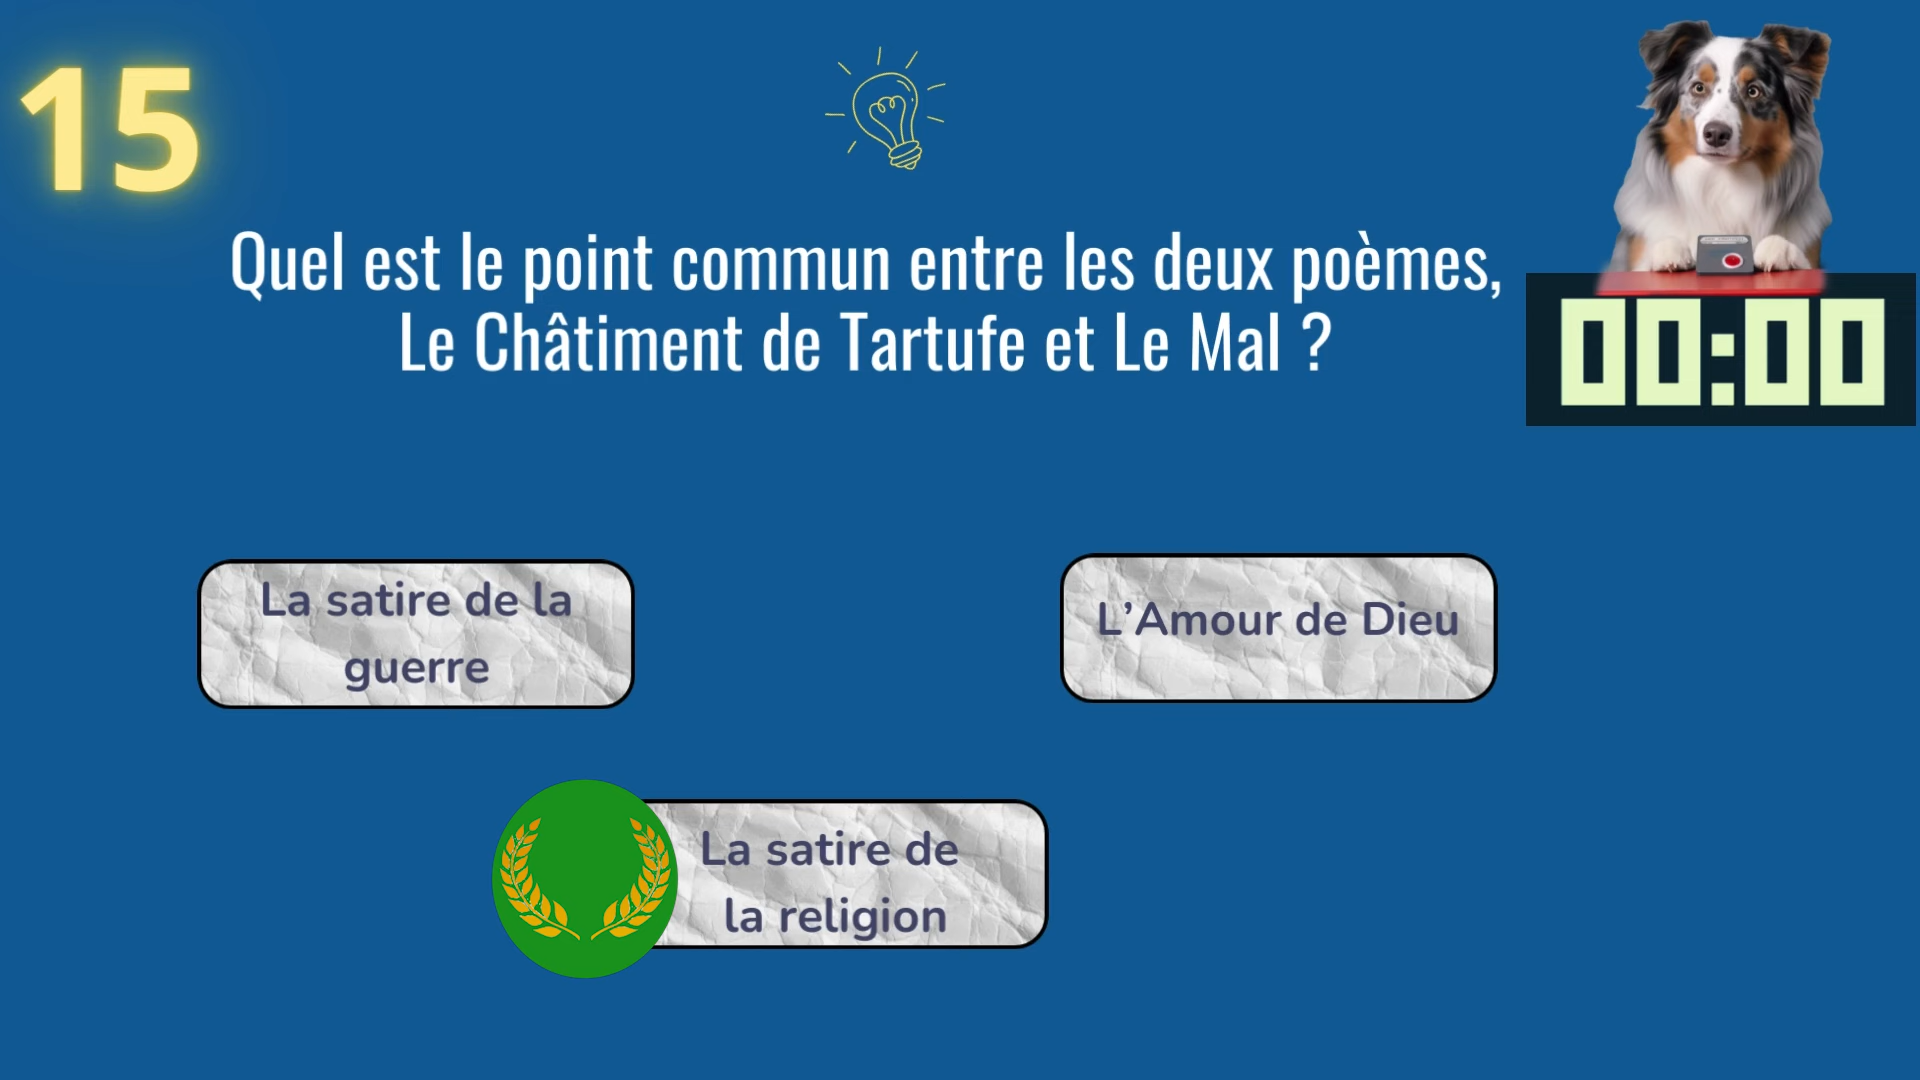 15
Quel est le point commun entre les deux poèmes,
Le Châtiment de Tartufe et Le Mal ?
00:00
La satire de la
guerre
L’Amour de Dieu
La satire de
la religion